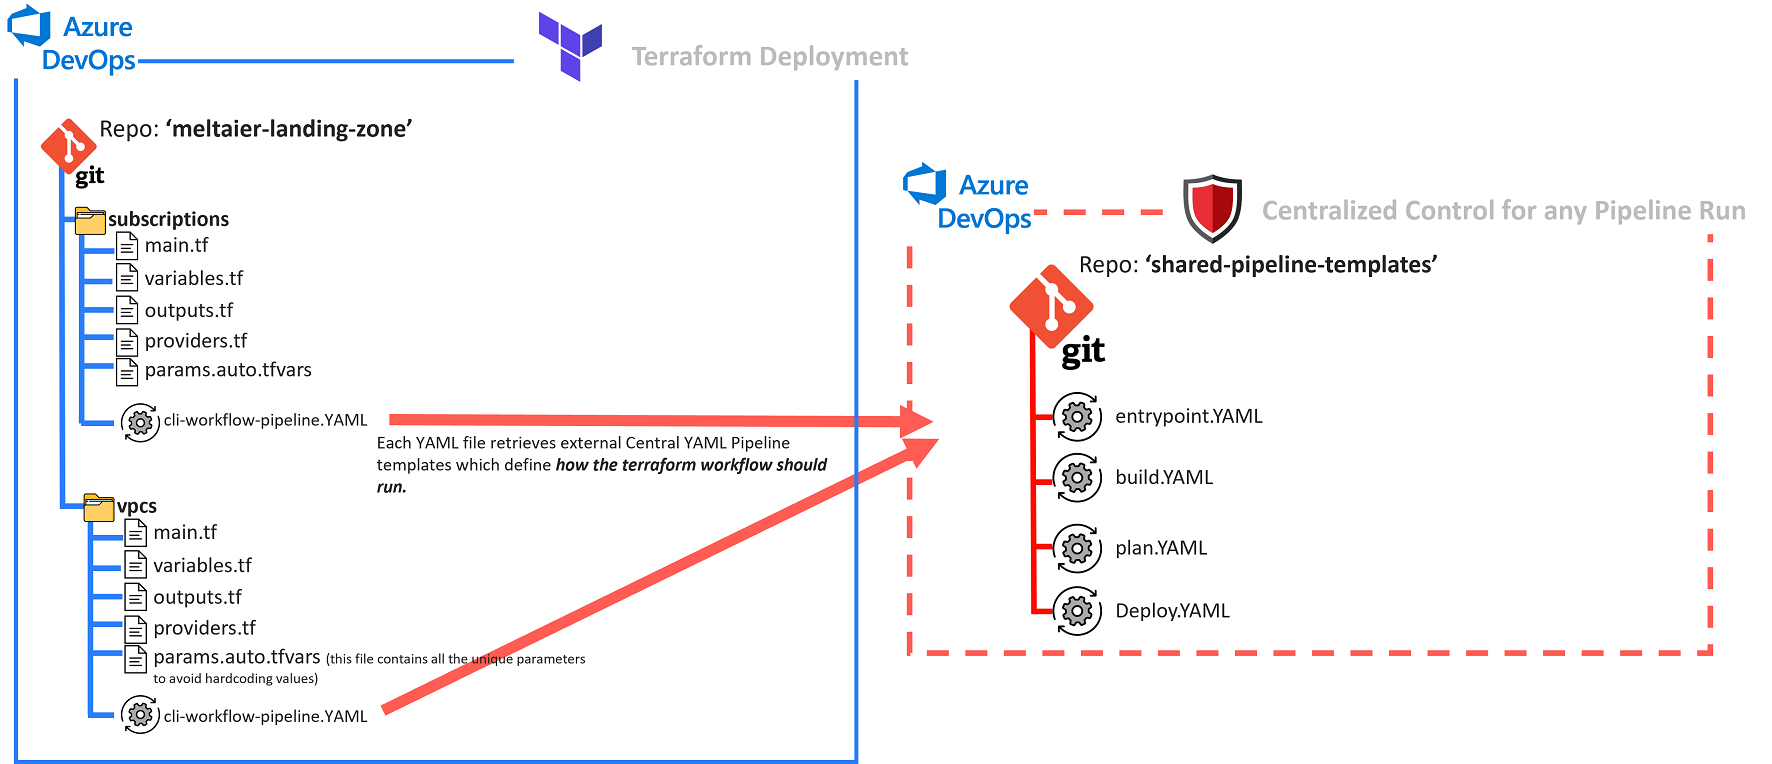 Azure
DevOps
Terraform Deployment
Repo: ‘meltaier-landing-zone’
git
subscriptions
main.tf
variables.tf
outputs.tf
providers.tf
params.auto.tfvars
cli-workflow-pipeline.YAML
Each YAML file retrieves external Central YAML Pipeline
templates which define how the terraform workflow should
run.
vpcs
main.tf
variables.tf
outputs.tf
providers.tf
params.auto.tfvars (this file contains all the unique parameters
to avoid hardcoding values)
cli-workflow-pipeline.YAML
Azure
DevOps
Centralized Control for any Pipeline Run
Repo: ‘shared-pipeline-templates’
git
entrypoint.YAML
build.YAML
plan.YAML
Deploy.YAML